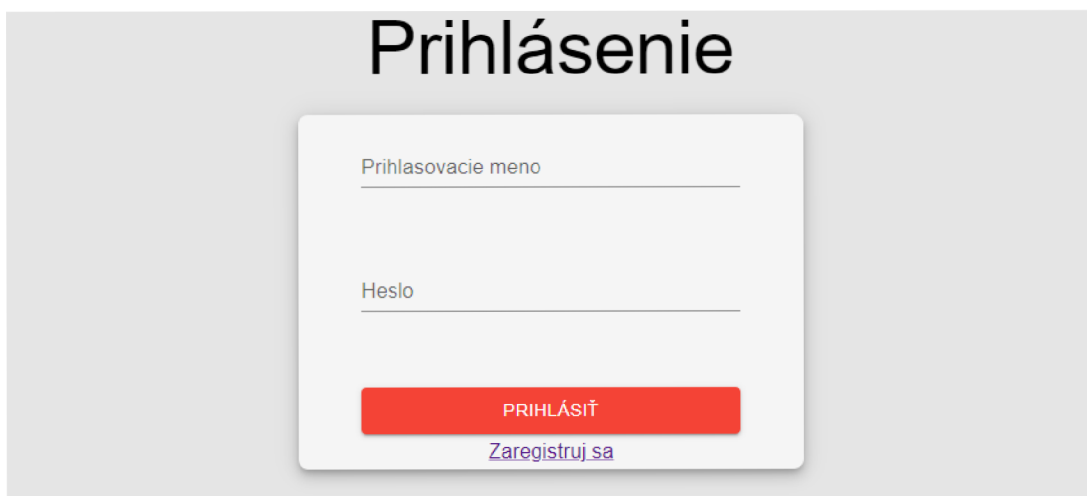 Prihlásenie
Prihlasovacie meno
Heslo
PRIHLÁSIŤ
Zaregistruj sa